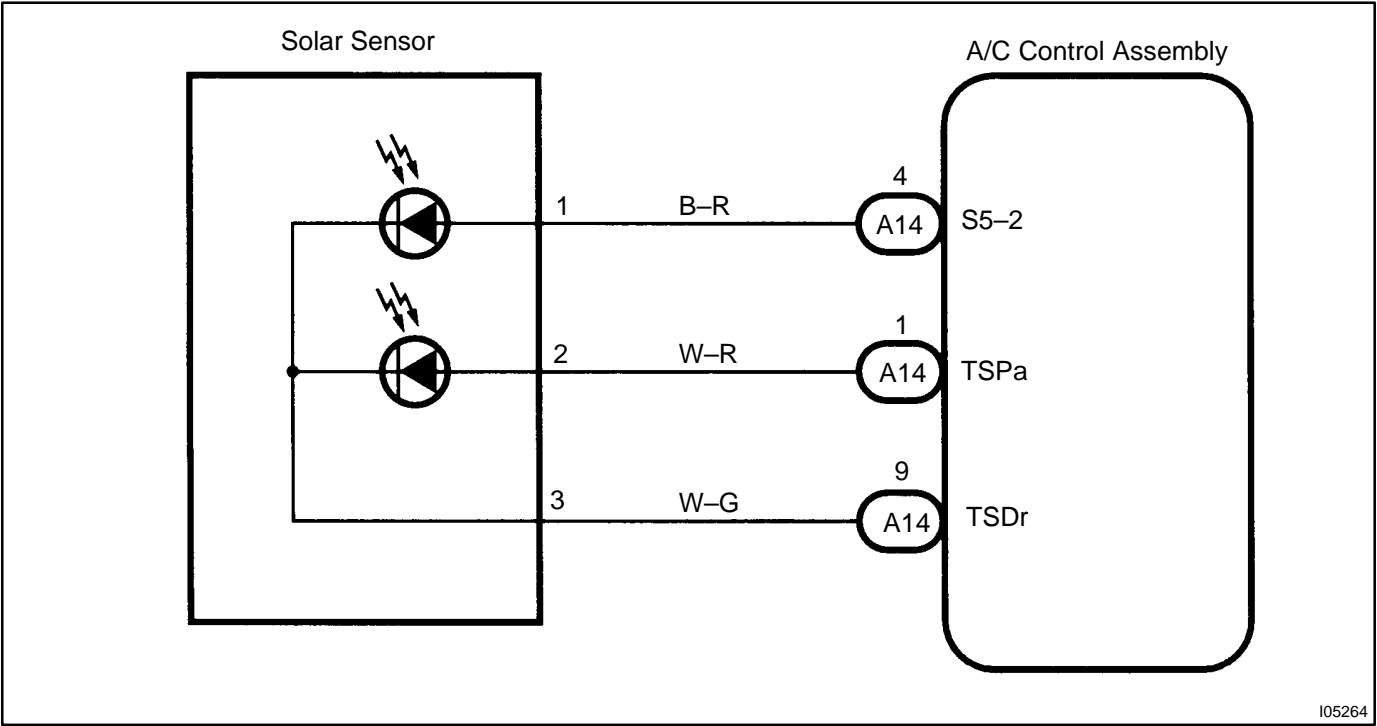 Solar Sensor
A/C Control Assembly
1
B–R
4
A14
S5–2
2
W–R
1
A14
TSPa
3
W–G
9
A14
TSDr
I05264